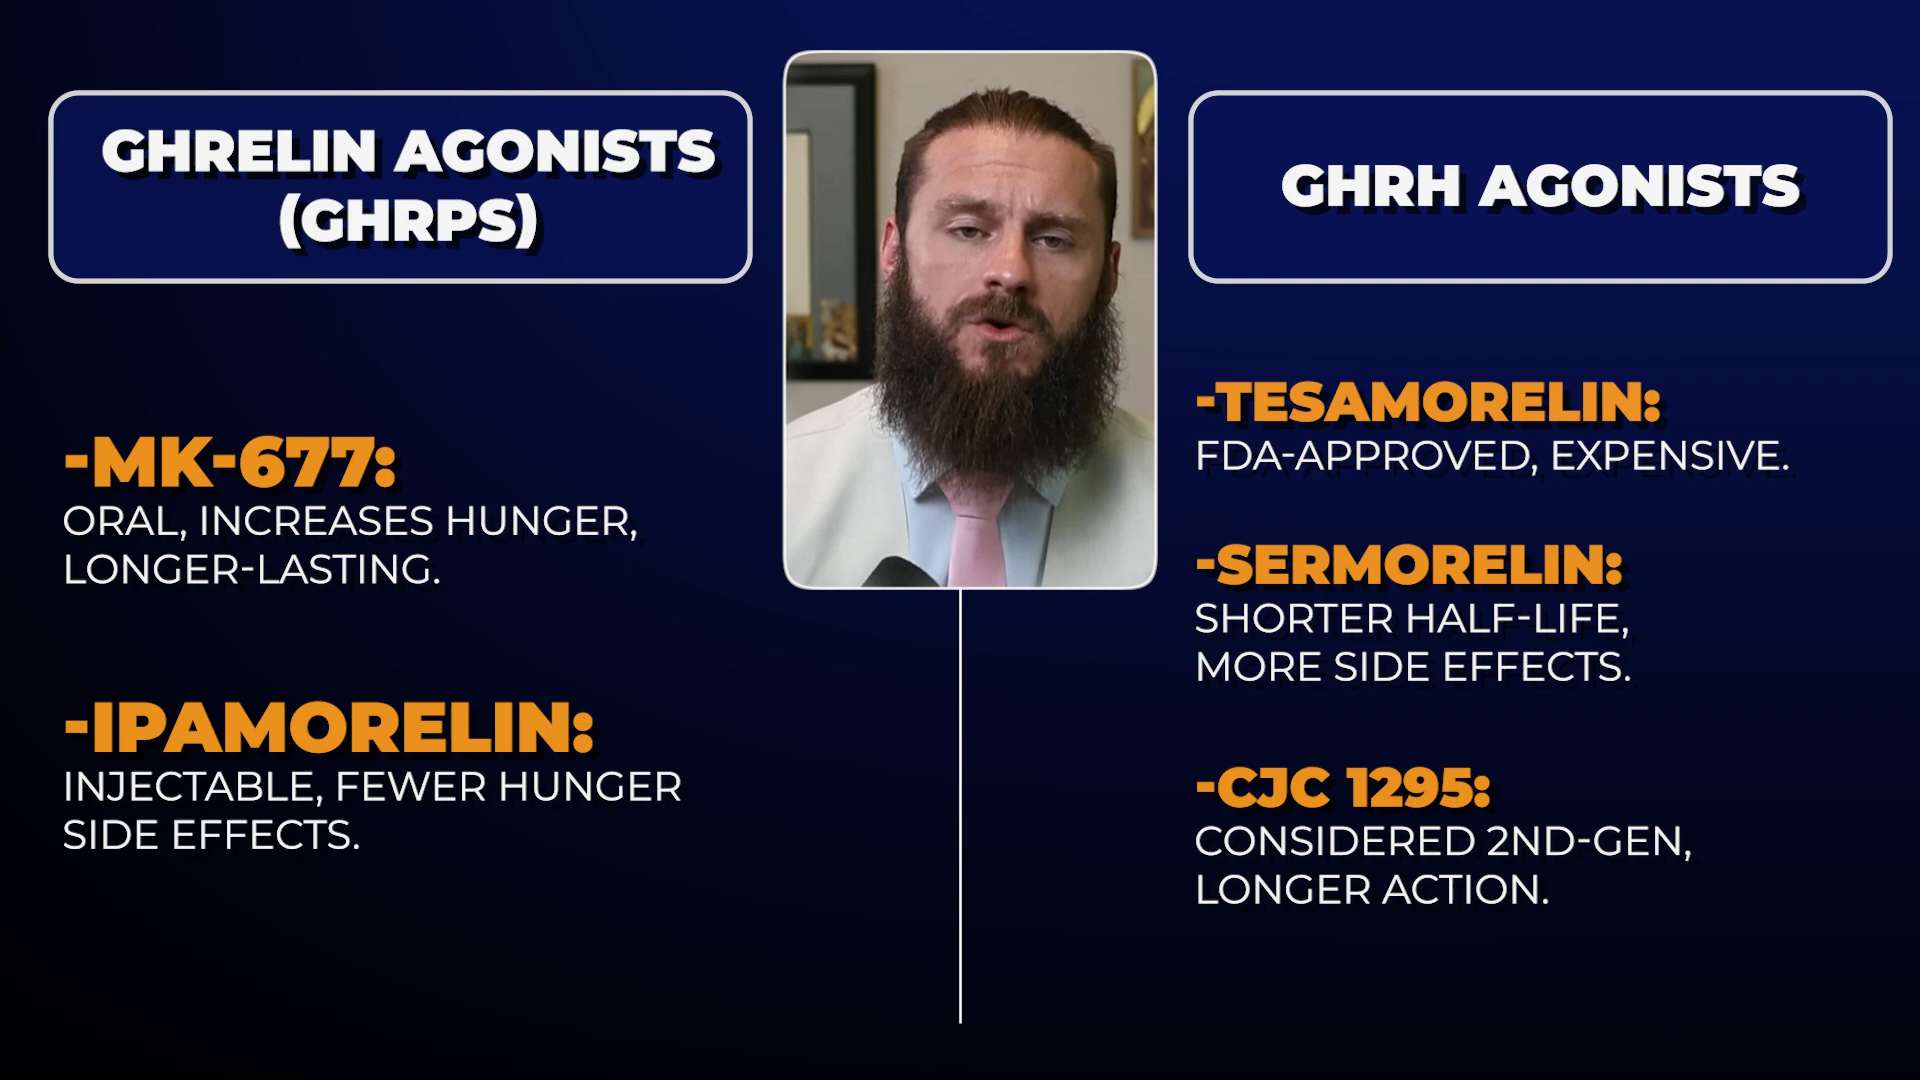 GHRELIN AGONISTS
(GHRPS)
-MK-677:
ORAL, INCREASES HUNGER,
LONGER-LASTING.
-IPAMORELIN:
INJECTABLE, FEWER HUNGER
SIDE EFFECTS.
GHRH AGONISTS
-TESAMORELIN:
FDA-APPROVED, EXPENSIVE.
-SERMORELIN:
SHORTER HALF-LIFE,
MORE SIDE EFFECTS.
-CJC 1295:
CONSIDERED 2ND-GEN,
LONGER ACTION.